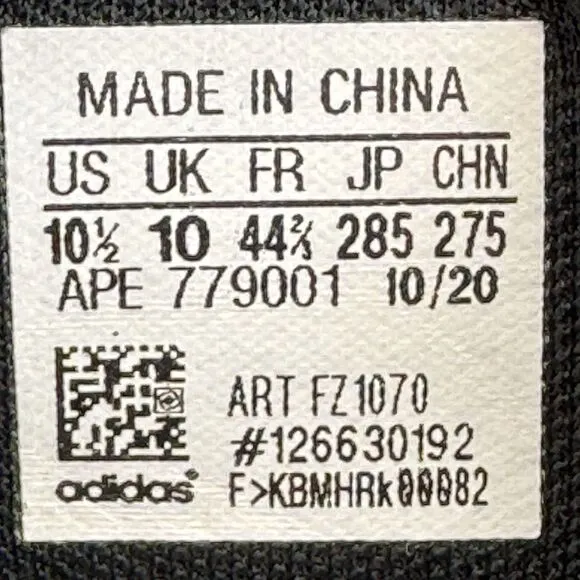 MADE IN CHINA
US UK FR JP CHN
10½ 10 44⅔ 285 275
APE 779001 10/20
ART FZ1070
#126630192
adidas® F>KBMHRk00082